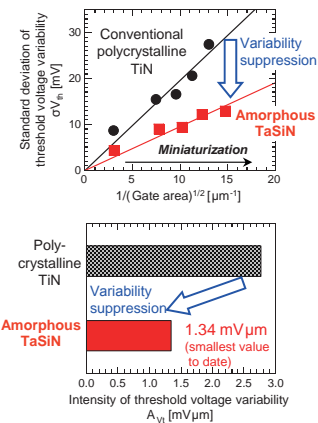 Standard deviation of
threshold voltage variability
σVth [mV]
30
20
10
0
Conventional
polycrystalline
TiN
Variability
suppression
Amorphous
TaSiN
Miniaturization
0 5 10 15 20
1/(Gate area)1/2 [μm-1]
Poly-
crystalline
TiN
Variability
suppression
Amorphous
TaSiN
1.34 mVμm
(smallest value
to date)
0.0 0.5 1.0 1.5 2.0 2.5 3.0
Intensity of threshold voltage variability
AVt [mVμm]